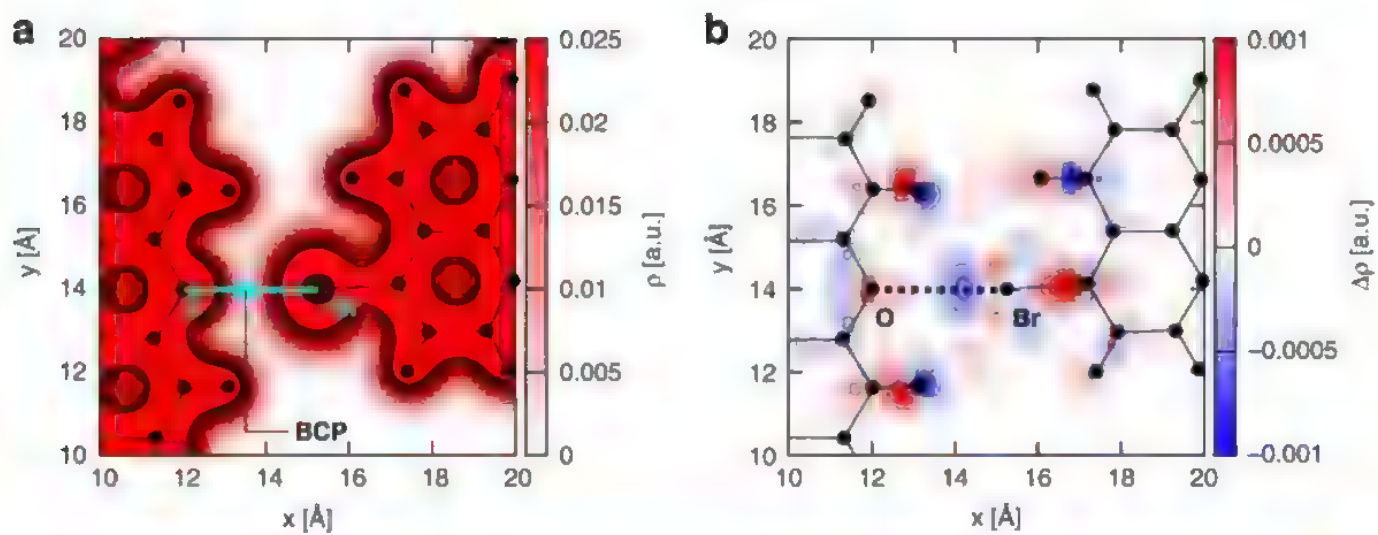 a
20
18
16
14
12
10
y [Å]
10 12 14 16 18 20
x [Å]
BCP
0.025
0.02
0.015
0.01
0.005
0
ρ [a.u.]
b
20
18
16
14
12
10
y [Å]
10 12 14 16 18 20
x [Å]
O
Br
0.001
0.0005
0
−0.0005
−0.001
Δρ [a.u.]